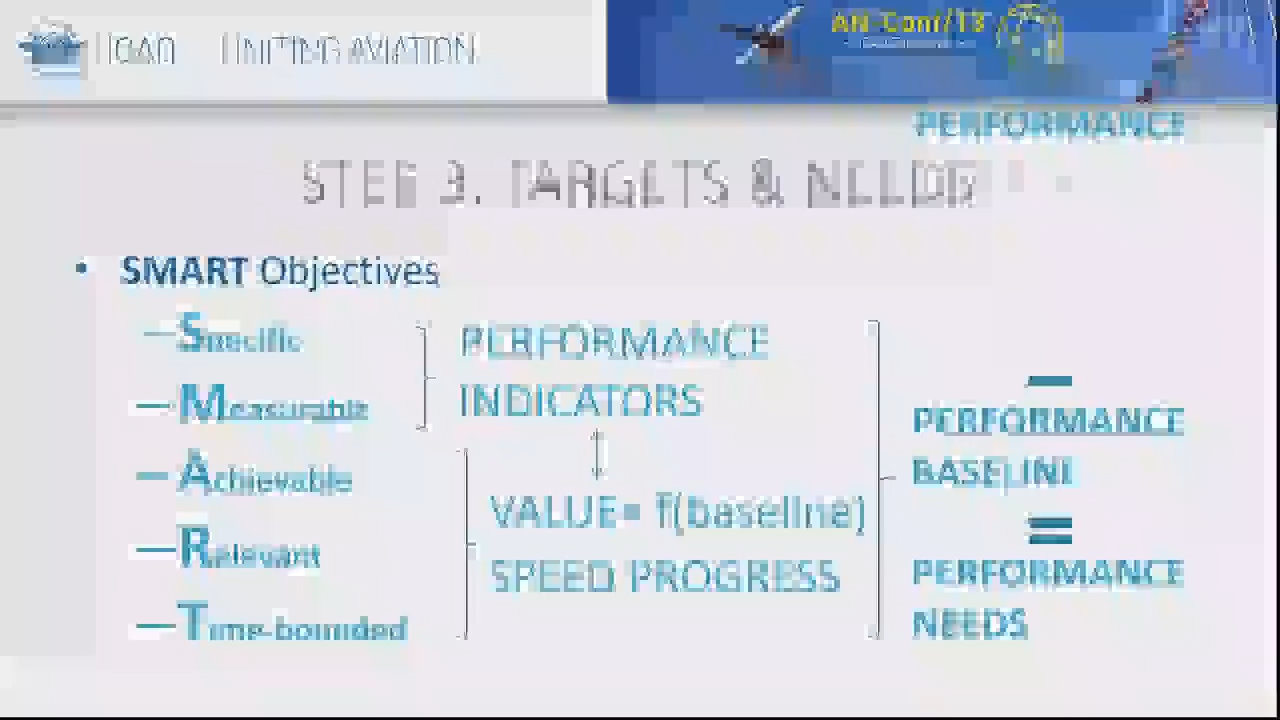 ICAO UNITING AVIATION
AN-Conf/13
PERFORMANCE
STEP 3. TARGETS & NEEDS
• SMART Objectives
— Specific
— Measurable
— Achievable
— Relevant
— Time-bounded
PERFORMANCE
INDICATORS
VALUE= f(baseline)
SPEED PROGRESS
—
PERFORMANCE
BASELINE
=
PERFORMANCE
NEEDS